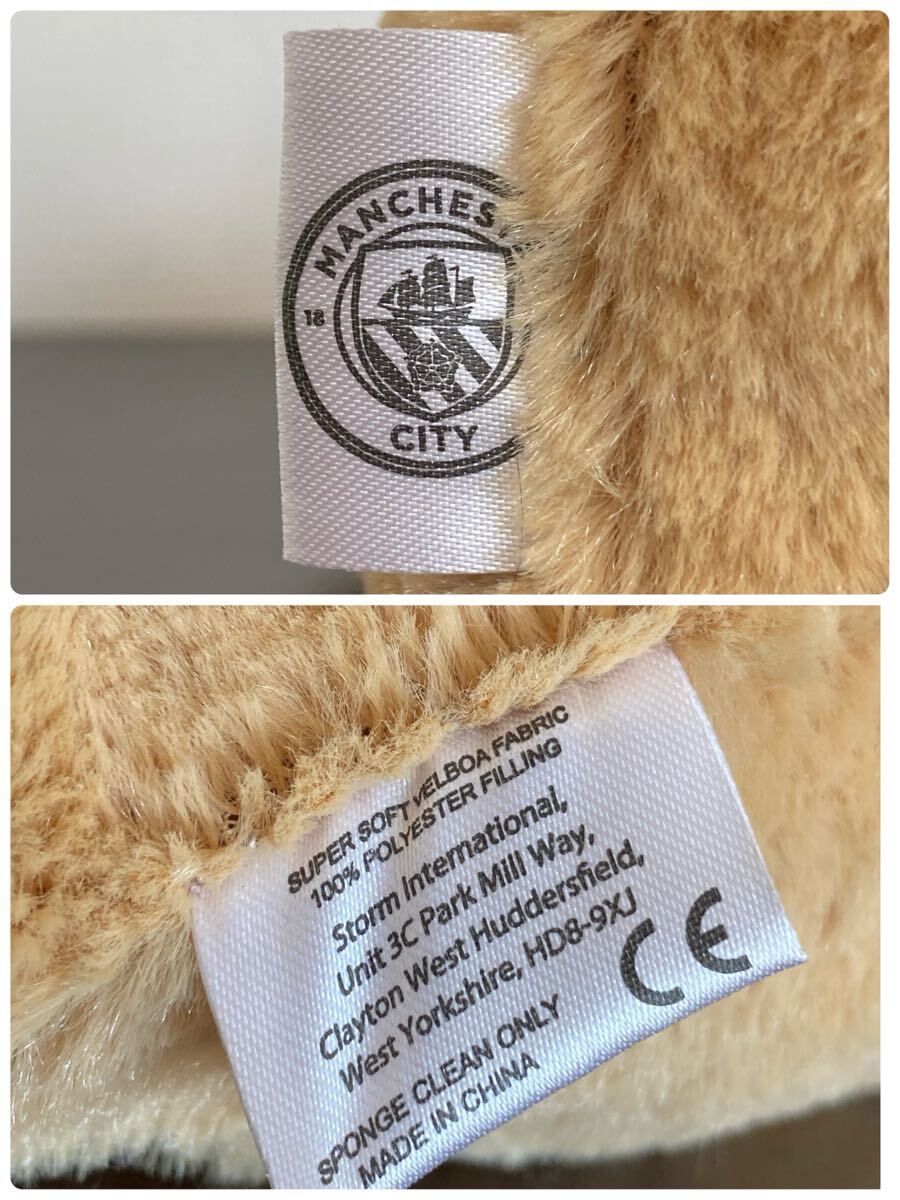 MANCHEST
18
CITY
SUPER SOFT VELBOA FABRIC
100% POLYESTER FILLING
Storm International,
Unit 3C Park Mill Way,
Clayton West Huddersfield,
West Yorkshire, HD8-9XJ
CE
SPONGE CLEAN ONLY
MADE IN CHINA